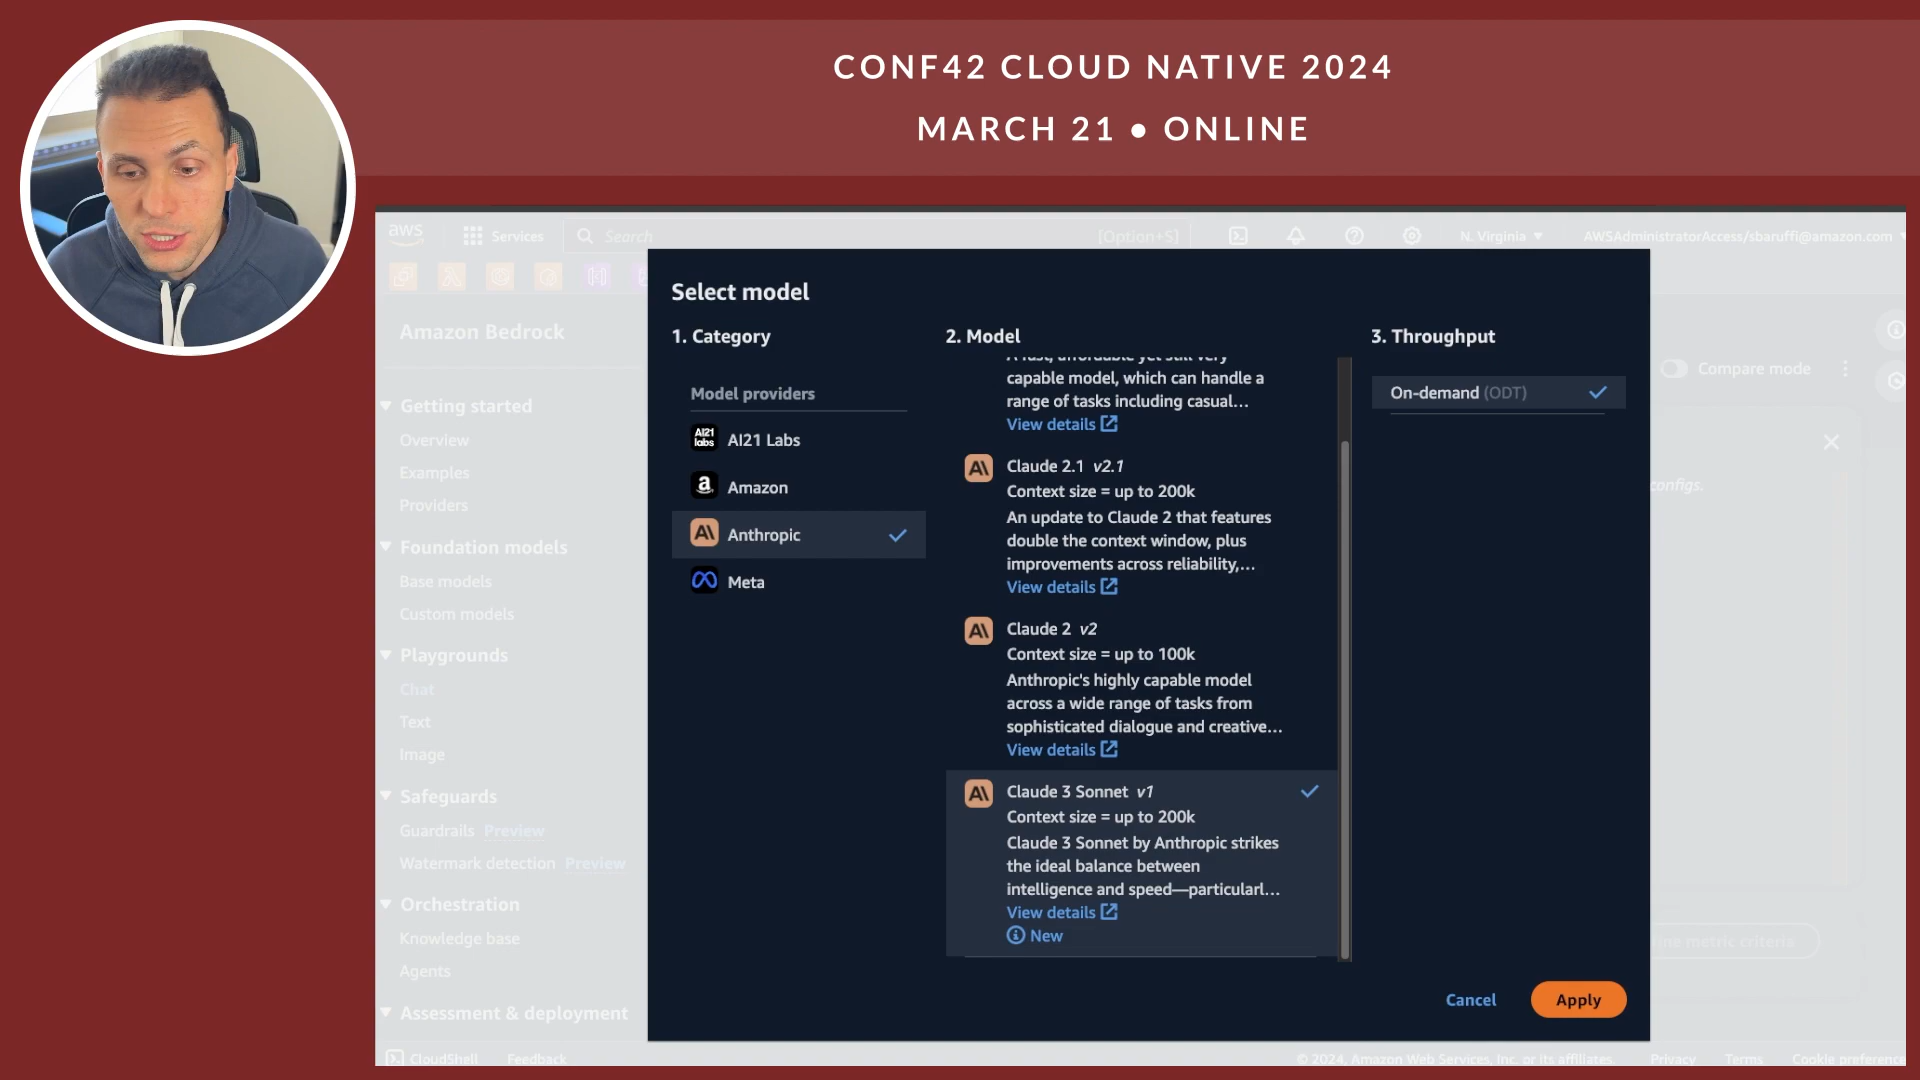 CONF42 CLOUD NATIVE 2024
MARCH 21 • ONLINE
aws
Services
Search
[Option+S]
N. Virginia
AWSAdministratorAccess/sbaruffi@amazon.com
Amazon Bedrock
Getting started
Overview
Examples
Providers
Foundation models
Base models
Custom models
Playgrounds
Chat
Text
Image
Safeguards
Guardrails Preview
Watermark detection Preview
Orchestration
Knowledge base
Agents
Assessment & deployment
Select model
1. Category
Model providers
AI21 labs
AI21 Labs
Amazon
Anthropic
Meta
2. Model
A fast, affordable yet still very
capable model, which can handle a
range of tasks including casual...
View details
Claude 2.1 v2.1
Context size = up to 200k
An update to Claude 2 that features
double the context window, plus
improvements across reliability,...
View details
Claude 2 v2
Context size = up to 100k
Anthropic's highly capable model
across a wide range of tasks from
sophisticated dialogue and creative...
View details
Claude 3 Sonnet v1
Context size = up to 200k
Claude 3 Sonnet by Anthropic strikes
the ideal balance between
intelligence and speed—particularl...
View details
New
3. Throughput
On-demand (ODT)
Cancel
Apply
Compare mode
configs.
metric criteria
CloudShell
Feedback
© 2024, Amazon Web Services, Inc. or its affiliates.
Privacy
Terms
Cookie preference